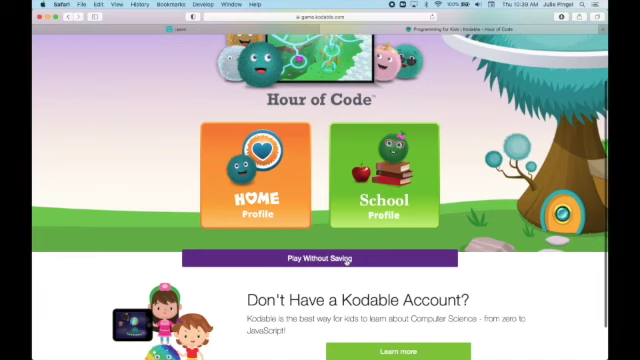 Safari File Edit View History Bookmarks Develop Window Help
100% Thu 10:39 AM Julie Pingel
game.kodable.com
Programming for Kids | Kodable - Hour of Code
Hour of Code™
HOME
Profile
School
Profile
Play Without Saving
Don't Have a Kodable Account?
Kodable is the best way for kids to learn about Computer Science - from zero to
JavaScript!
Learn more